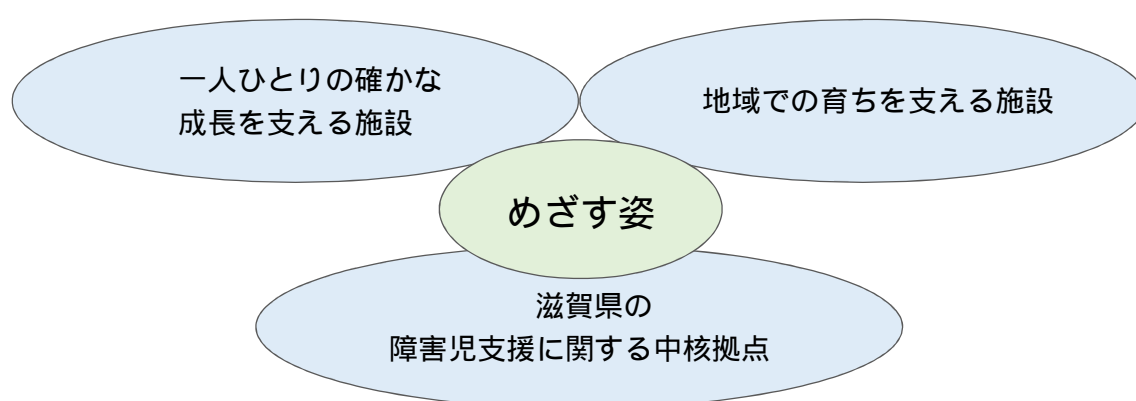 一人ひとりの確かな
成長を支える施設
地域での育ちを支える施設
めざす姿
滋賀県の
障害児支援に関する中核拠点